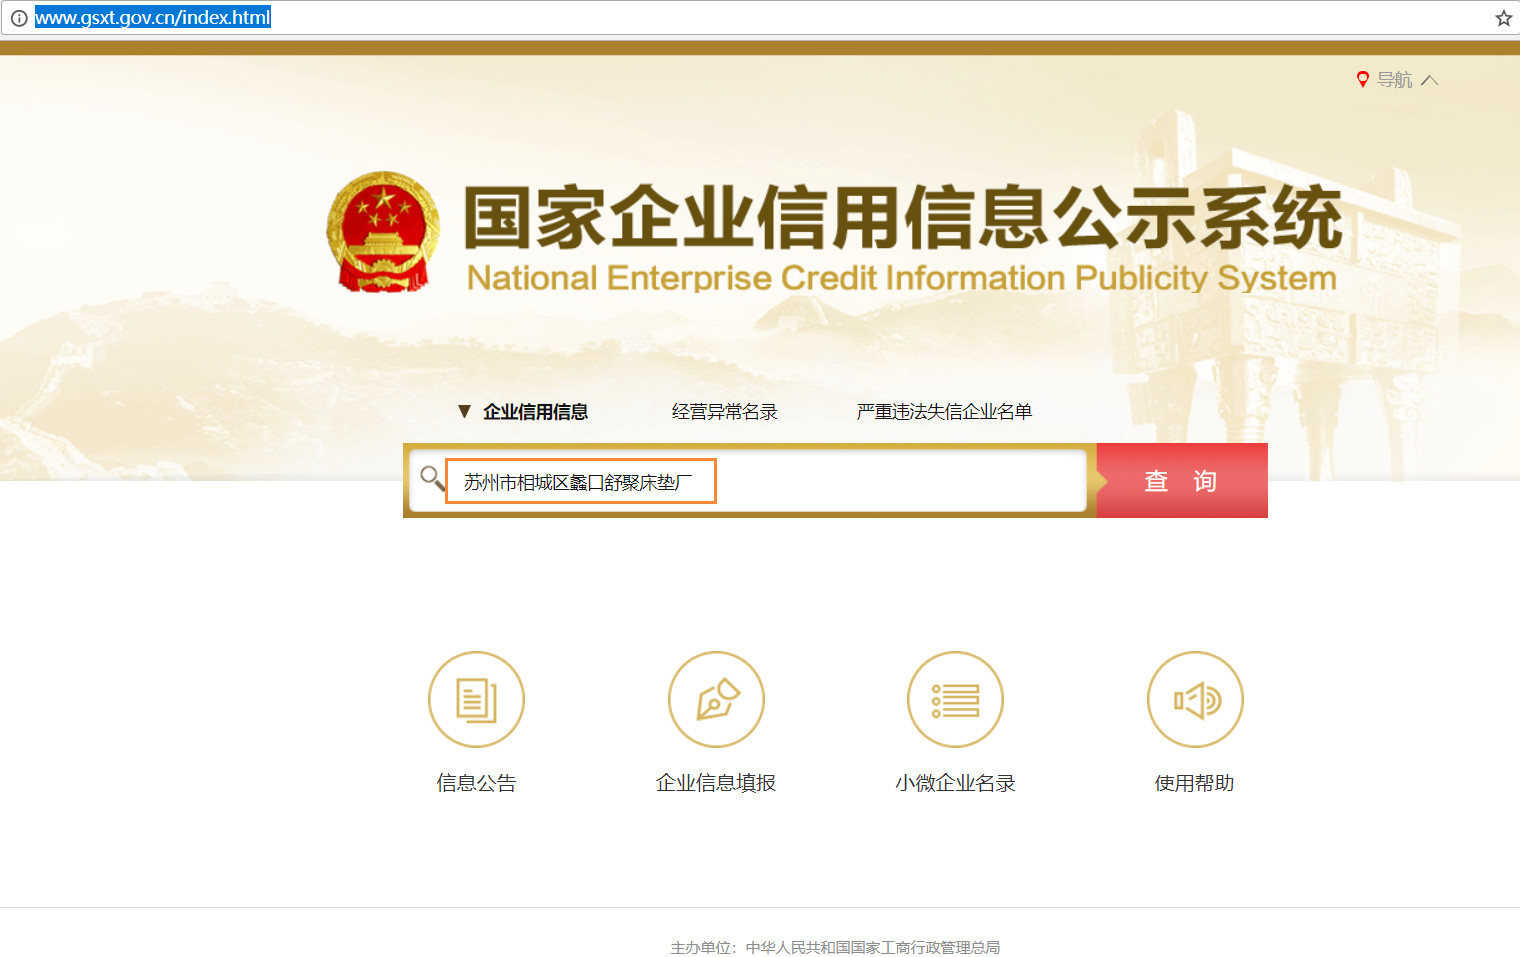 www.gsxt.gov.cn/index.html
导航
国家企业信用信息公示系统
National Enterprise Credit Information Publicity System
企业信用信息 经营异常名录 严重违法失信企业名单
苏州市相城区蠡口舒聚床垫厂 查 询
信息公告 企业信息填报 小微企业名录 使用帮助
主办单位：中华人民共和国国家工商行政管理总局